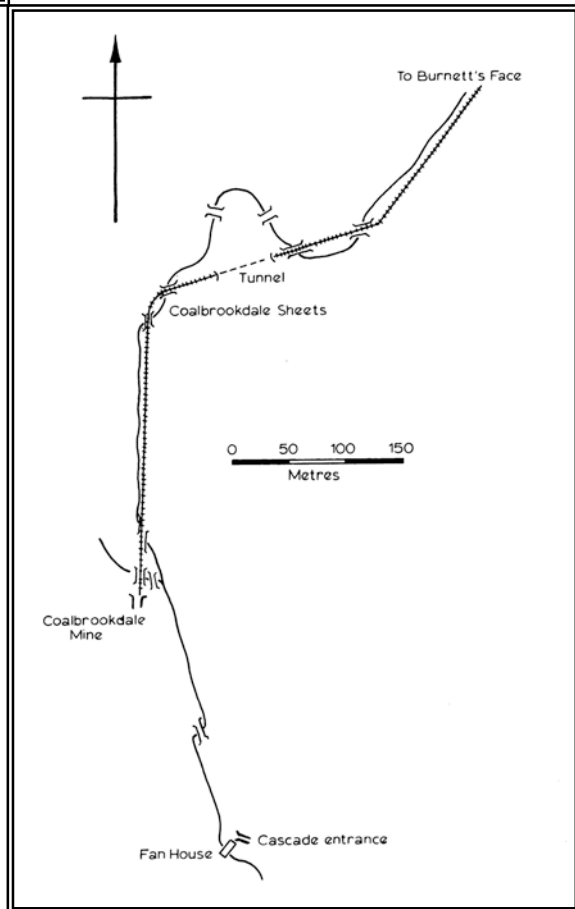 To Burnett's Face
Tunnel
Coalbrookdale Sheets
0 50 100 150
Metres
Coalbrookdale
Mine
Cascade entrance
Fan House